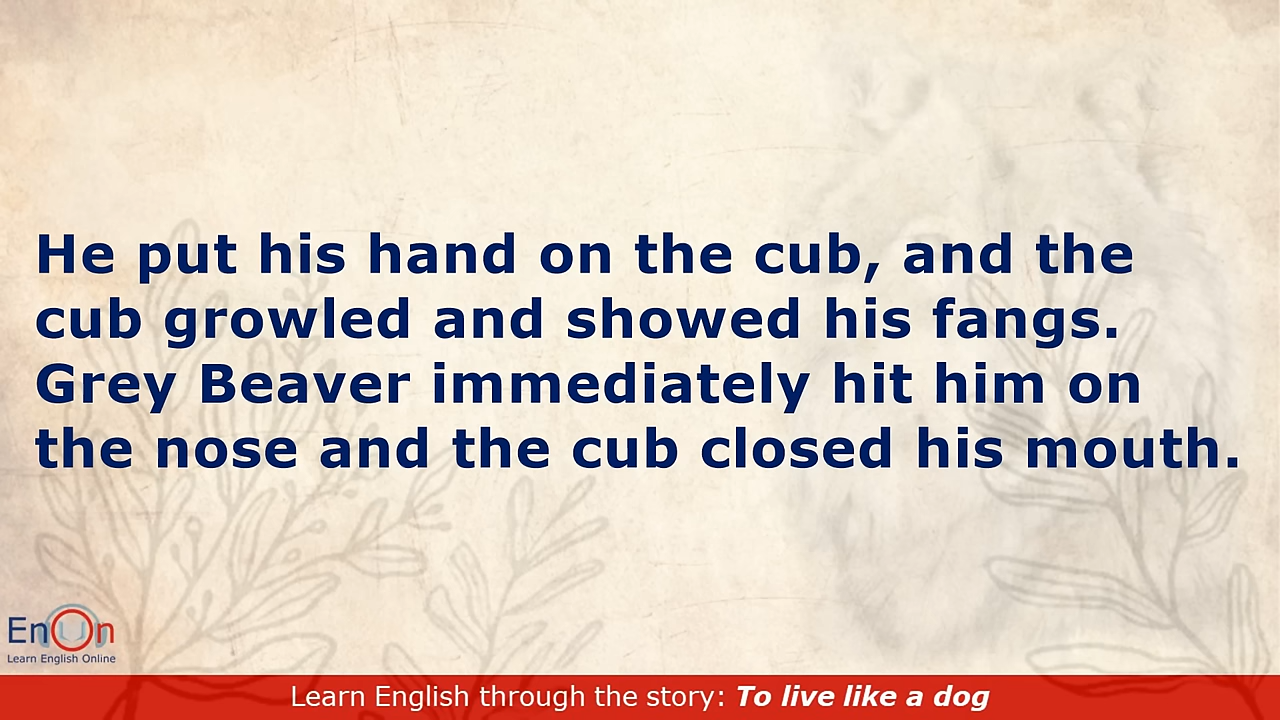 He put his hand on the cub, and the
cub growled and showed his fangs.
Grey Beaver immediately hit him on
the nose and the cub closed his mouth.
EnOn
Learn English Online
Learn English through the story: To live like a dog